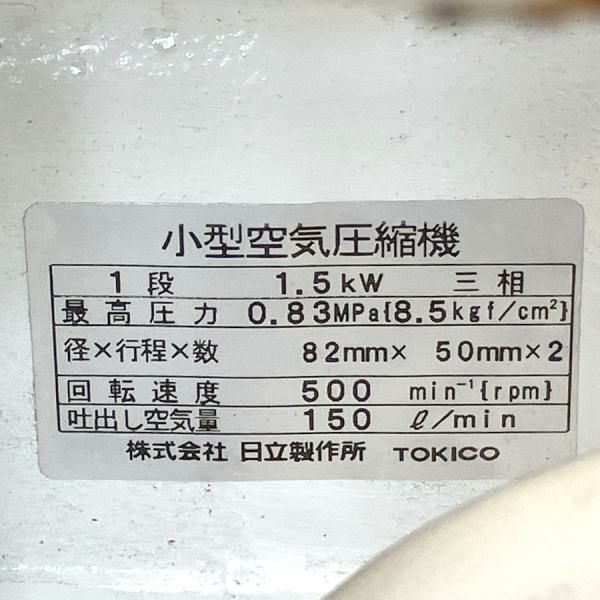 小型空気圧縮機
1段 1.5kW 三相
最高圧力 0.83MPa{8.5kgf/cm²}
径×行程×数 82mm× 50mm×2
回転速度 500 min⁻¹{rpm}
吐出し空気量 150 ℓ/min
株式会社 日立製作所 TOKICO